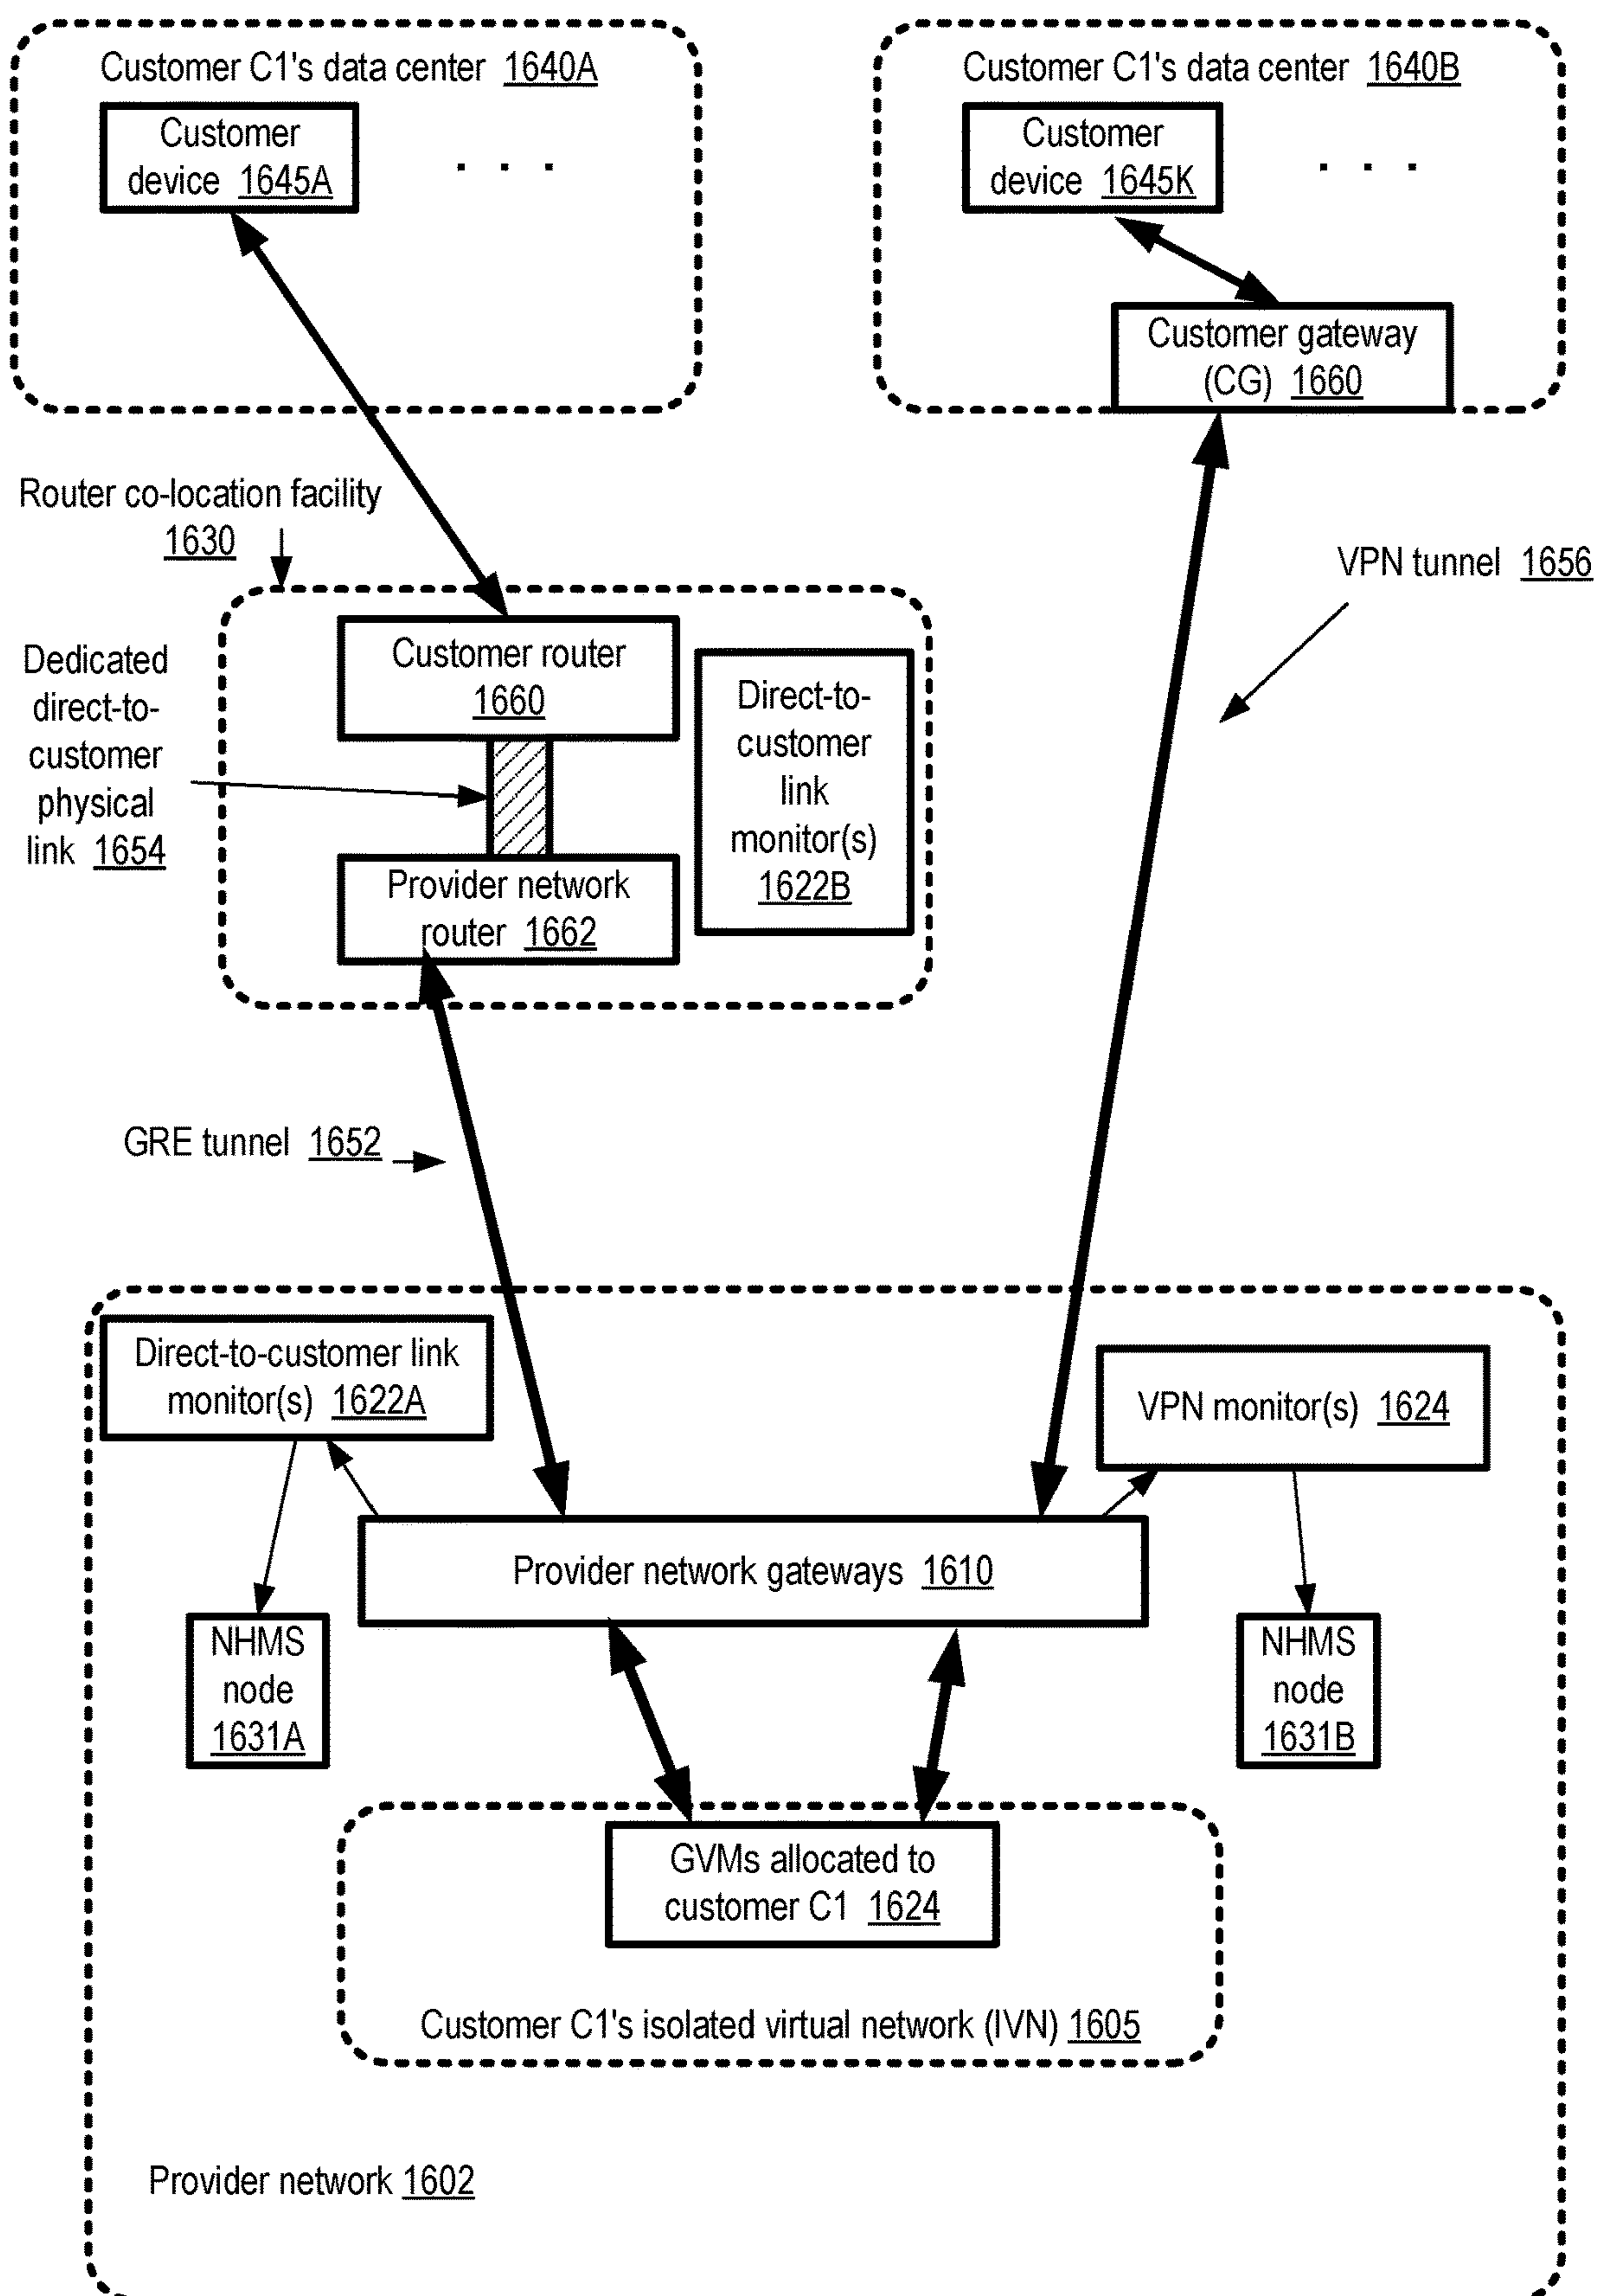 Customer C1's data center 1640A
Customer
device 1645A
. . .
Customer C1's data center 1640B
Customer
device 1645K
. . .
Customer gateway
(CG) 1660
Router co-location facility
1630
VPN tunnel 1656
Dedicated
direct-to-
customer
physical
link 1654
Customer router
1660
Direct-to-
customer
link
monitor(s)
1622B
Provider network
router 1662
GRE tunnel 1652
Direct-to-customer link
monitor(s) 1622A
VPN monitor(s) 1624
Provider network gateways 1610
NHMS
node
1631A
NHMS
node
1631B
GVMs allocated to
customer C1 1624
Customer C1's isolated virtual network (IVN) 1605
Provider network 1602